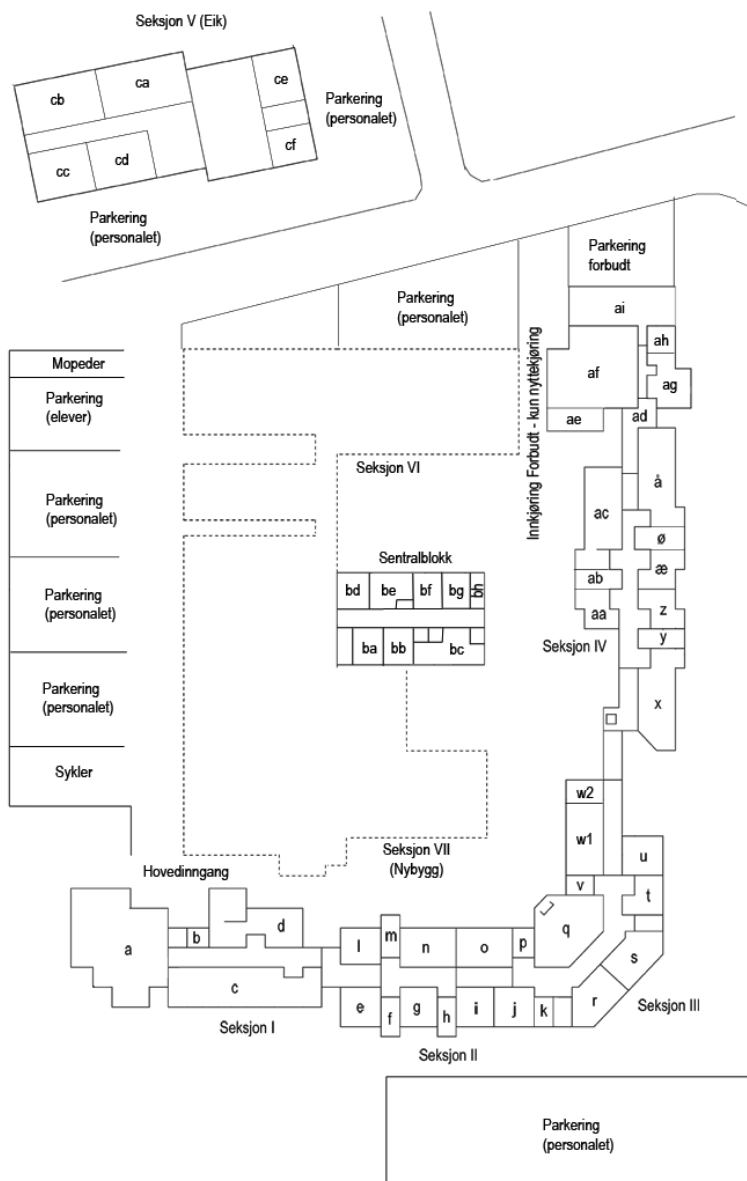 Seksjon V (Eik)
cb
ca
ce
cc
cd
cf
Parkering
(personalet)
Parkering
(personalet)
Parkering
forbudt
Parkering
(personalet)
ai
Mopeder
Parkering
(elever)
Parkering
(personalet)
Parkering
(personalet)
Parkering
(personalet)
Sykler
Innkjøring Forbudt - kun nyttekjøring
af
ah
ag
ae
ad
Seksjon VI
å
ac
ø
ab
æ
aa
z
y
Seksjon IV
x
Sentralblokk
bd
be
bf
bg
bh
ba
bb
bc
w2
w1
u
v
t
Seksjon VII
(Nybygg)
Hovedinngang
a
b
d
c
l
m
n
o
p
q
s
e
f
g
h
i
j
k
r
Seksjon I
Seksjon II
Seksjon III
Parkering
(personalet)